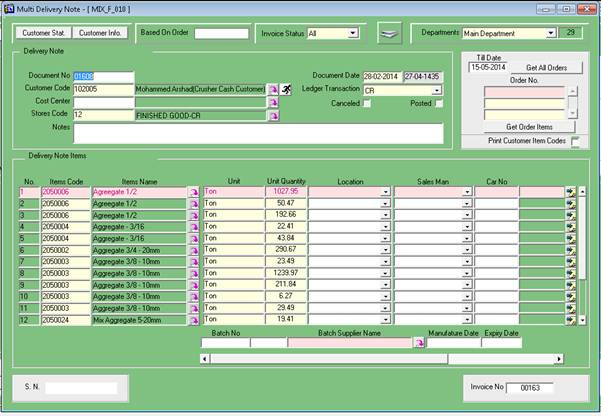 Multi Delivery Note - [ MIX_F_010 ]
Customer Stat. Customer Info. Based On Order Invoice Status All Departments Main Department 29
Delivery Note
Till Date
15-05-2014 Get All Orders
Order No.
Get Order Items
Print Customer Item Codes
Document No 01608 Document Date 28-02-2014 27-04-1435
Customer Code 102005 Mohammed Arshad(Crusher Cash Customer) Ledger Transaction CR
Cost Center Canceled Posted
Stores Code 12 FINISHED GOOD-CR
Notes
Delivery Note Items
No. Items Code Items Name Unit Unit Quantity Location Sales Man Car No
1 2050006 Agreegate 1/2 Ton 1027.95
2 2050006 Agreegate 1/2 Ton 50.47
3 2050006 Agreegate 1/2 Ton 192.66
4 2050004 Aggregate - 3/16 Ton 22.41
5 2050004 Aggregate - 3/16 Ton 43.84
6 2050002 Aggregate 3/4 - 20mm Ton 290.67
7 2050003 Aggregate 3/8 - 10mm Ton 23.49
8 2050003 Aggregate 3/8 - 10mm Ton 1239.97
9 2050003 Aggregate 3/8 - 10mm Ton 211.84
10 2050003 Aggregate 3/8 - 10mm Ton 6.27
11 2050003 Aggregate 3/8 - 10mm Ton 29.49
12 2050024 Mix Aggregate 5-20mm Ton 19.41
Batch No Batch Supplier Name Manufature Date Expiry Date
S. N. Invoice No 00163